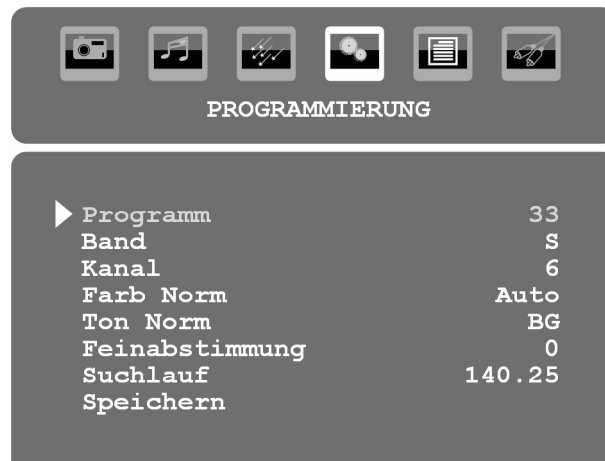 PROGRAMMIERUNG
Programm 33
Band S
Kanal 6
Farb Norm Auto
Ton Norm BG
Feinabstimmung 0
Suchlauf 140.25
Speichern